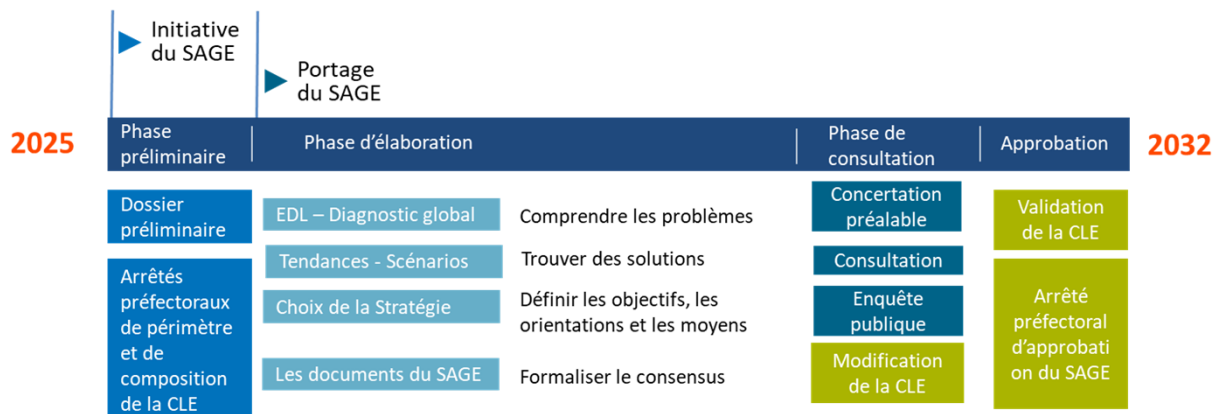 Initiative
du SAGE
Portage
du SAGE
2025
Phase
préliminaire
Phase d'élaboration
Phase de
consultation
Approbation
2032
Dossier
préliminaire
Arrêtés
préfectoraux
de périmètre
et de
composition
de la CLE
EDL – Diagnostic global
Comprendre les problèmes
Tendances - Scénarios
Trouver des solutions
Choix de la Stratégie
Définir les objectifs, les
orientations et les moyens
Les documents du SAGE
Formaliser le consensus
Concertation
préalable
Consultation
Enquête
publique
Modification
de la CLE
Validation
de la CLE
Arrêté
préfectoral
d'approbati
on du SAGE